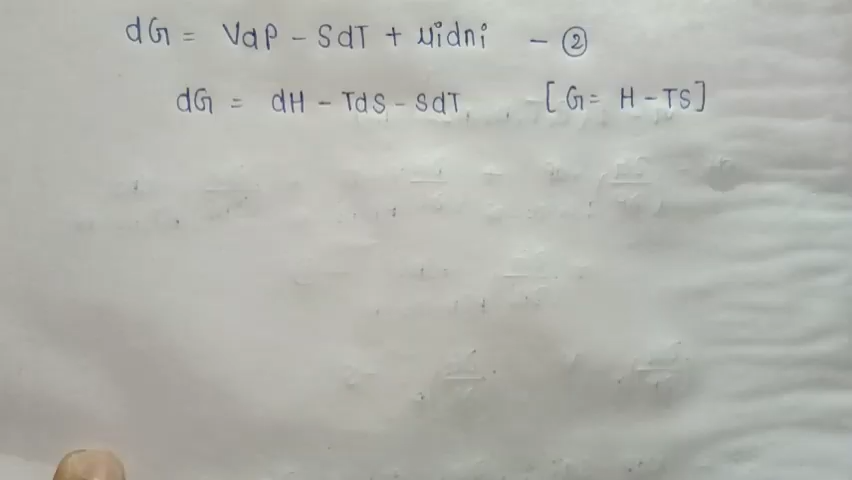 dG = VdP - SdT + μidni - ②
dG = dH - TdS - SdT [G = H - TS]